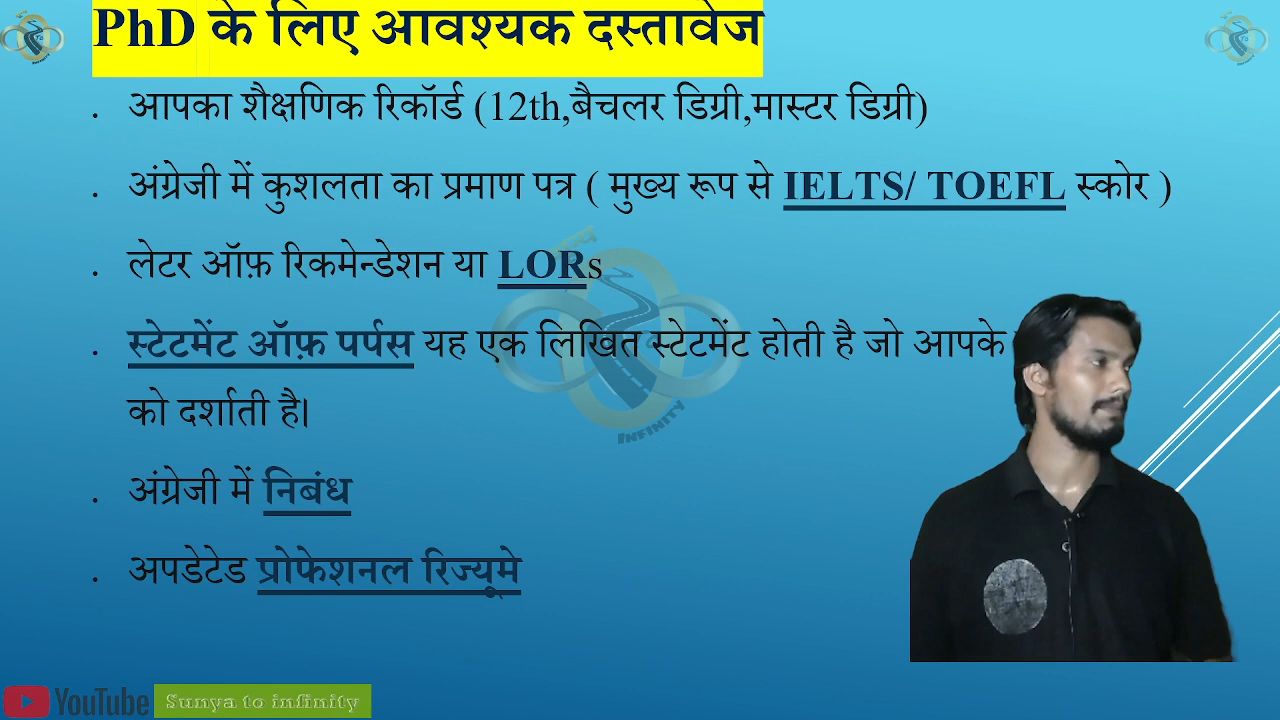 PhD के लिए आवश्यक दस्तावेज
. आपका शैक्षणिक रिकॉर्ड (12th,बैचलर डिग्री,मास्टर डिग्री)
. अंग्रेजी में कुशलता का प्रमाण पत्र ( मुख्य रूप से IELTS/ TOEFL स्कोर )
. लेटर ऑफ़ रिकमेन्डेशन या LORs
. स्टेटमेंट ऑफ़ पर्पस यह एक लिखित स्टेटमेंट होती है जो आपके
को दर्शाती है।
. अंग्रेजी में निबंध
. अपडेटेड प्रोफेशनल रिज्यूमे
INFINITY
YouTube Sunya to infinity